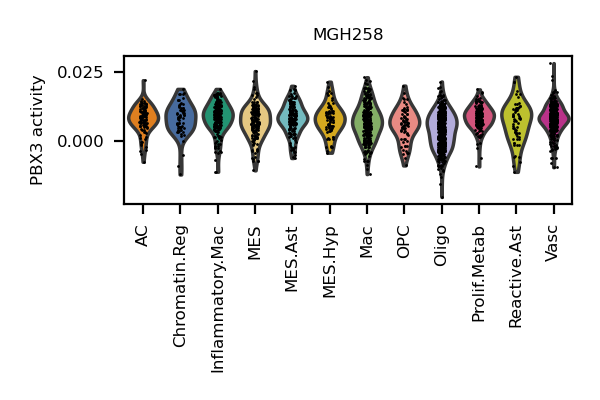 MGH258
PBX3 activity
0.025
0.000
AC
Chromatin.Reg
Inflammatory.Mac
MES
MES.Ast
MES.Hyp
Mac
OPC
Oligo
Prolif.Metab
Reactive.Ast
Vasc